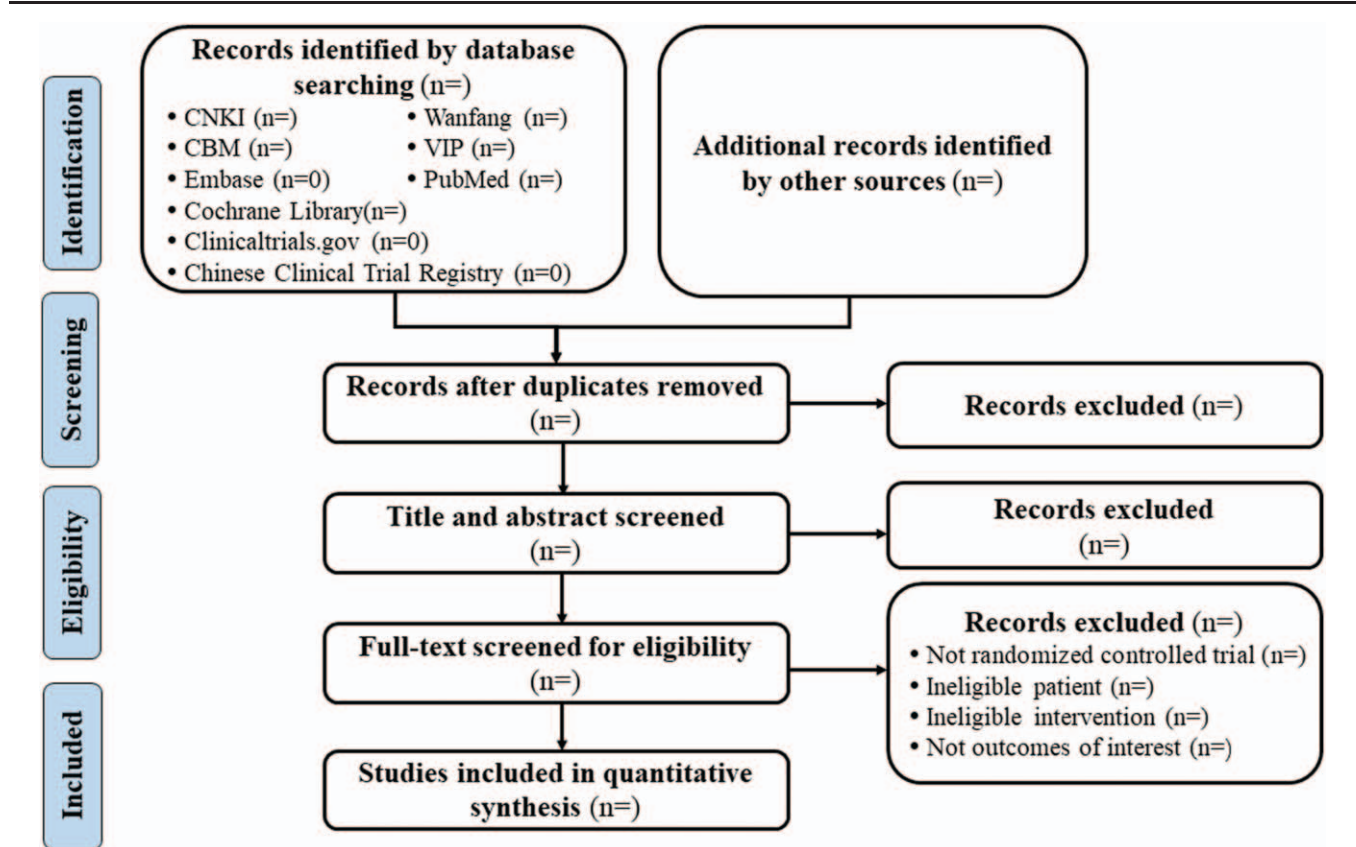 Identification
Records identified by database
searching (n=)
• CNKI (n=)
• Wanfang (n=)
• CBM (n=)
• VIP (n=)
• Embase (n=0)
• PubMed (n=)
• Cochrane Library(n=)
• Clinicaltrials.gov (n=0)
• Chinese Clinical Trial Registry (n=0)
Additional records identified
by other sources (n=)
Screening
Records after duplicates removed
(n=)
Records excluded (n=)
Eligibility
Title and abstract screened
(n=)
Records excluded
(n=)
Full-text screened for eligibility
(n=)
Records excluded (n=)
• Not randomized controlled trial (n=)
• Ineligible patient (n=)
• Ineligible intervention (n=)
• Not outcomes of interest (n=)
Included
Studies included in quantitative
synthesis (n=)